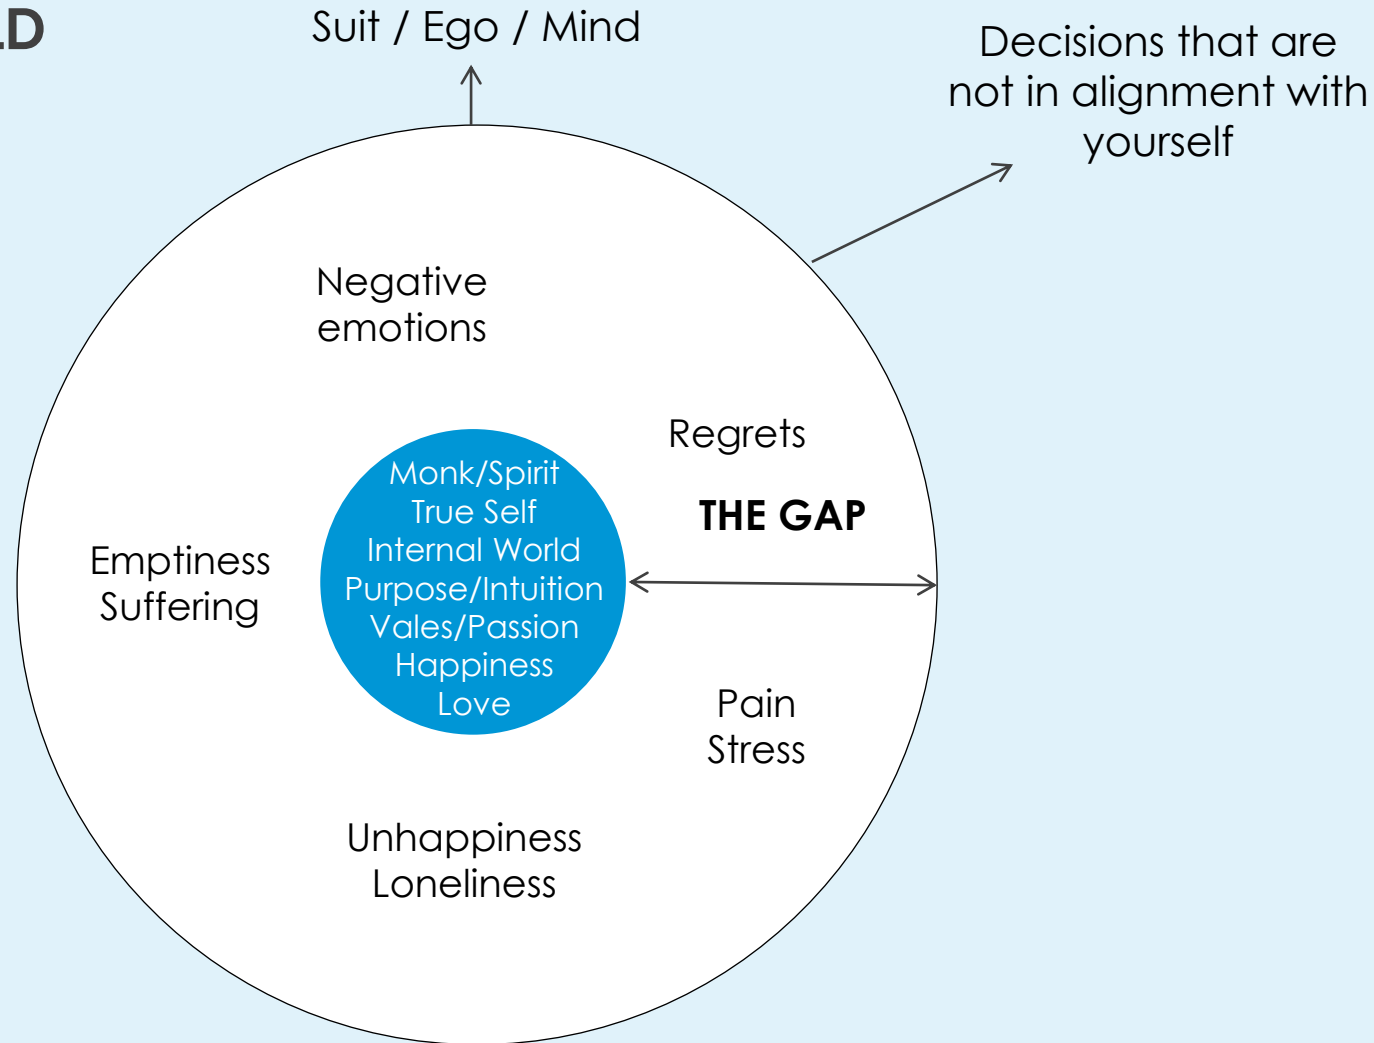 LD
Suit / Ego / Mind
Decisions that are
not in alignment with
yourself
Negative
emotions
Regrets
THE GAP
Monk/Spirit
True Self
Internal World
Purpose/Intuition
Vales/Passion
Happiness
Love
Emptiness
Suffering
Pain
Stress
Unhappiness
Loneliness